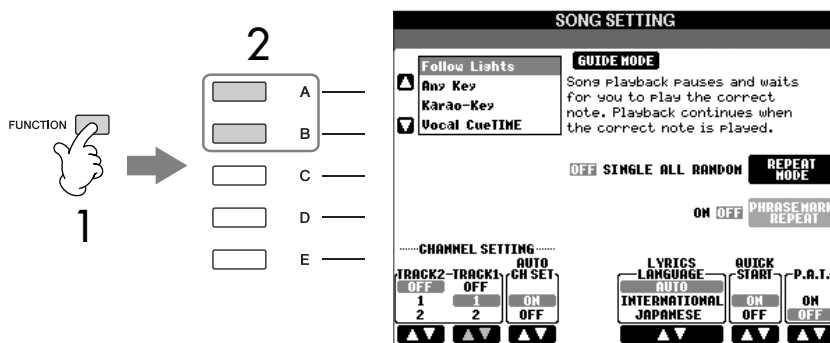 SONG SETTING
2
FUNCTION
1
A
B
C
D
E
Follow Lights
Any Key
Karao-Key
Vocal CueTIME
GUIDE MODE
Song Playback pauses and waits
for you to play the correct
note. Playback continues when
the correct note is played.
OFF SINGLE ALL RANDOM REPEAT MODE
ON OFF PHRASE MARK REPEAT
CHANNEL SETTING
TRACK2 TRACK1 AUTO CH SET
OFF OFF
1 1 ON
2 2 OFF
LYRICS LANGUAGE QUICK START P.A.T.
AUTO
INTERNATIONAL ON ON
JAPANESE OFF OFF